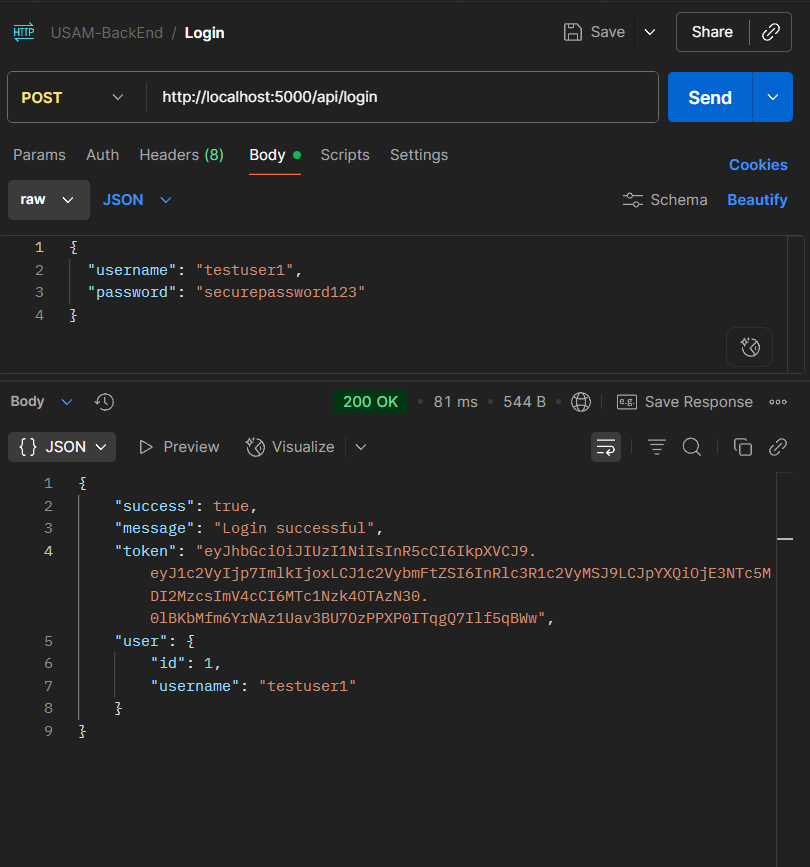 HTTP USAM-BackEnd / Login Save Share
POST http://localhost:5000/api/login Send
Params Auth Headers (8) Body Scripts Settings
Cookies
raw JSON Schema Beautify
1 {
2 "username": "testuser1",
3 "password": "securepassword123"
4 }
Body 200 OK • 81 ms • 544 B • e.g. Save Response
{} JSON Preview Visualize
1 {
2 "success": true,
3 "message": "Login successful",
4 "token": "eyJhbGciOiJIUzI1NiIsInR5cCI6IkpXVCJ9.
eyJ1c2VyIjp7ImlkIjoxLCJ1c2VybmFtZSI6InRlc3R1c2VyMSJ9LCJpYXQiOjE3NTc5M
DI2MzcsImV4cCI6MTc1Nzk4OTAzN30.
0lBKbMfm6YrNAz1Uav3BU7OzPPXP0ITqgQ7Ilf5qBWw",
5 "user": {
6 "id": 1,
7 "username": "testuser1"
8 }
9 }